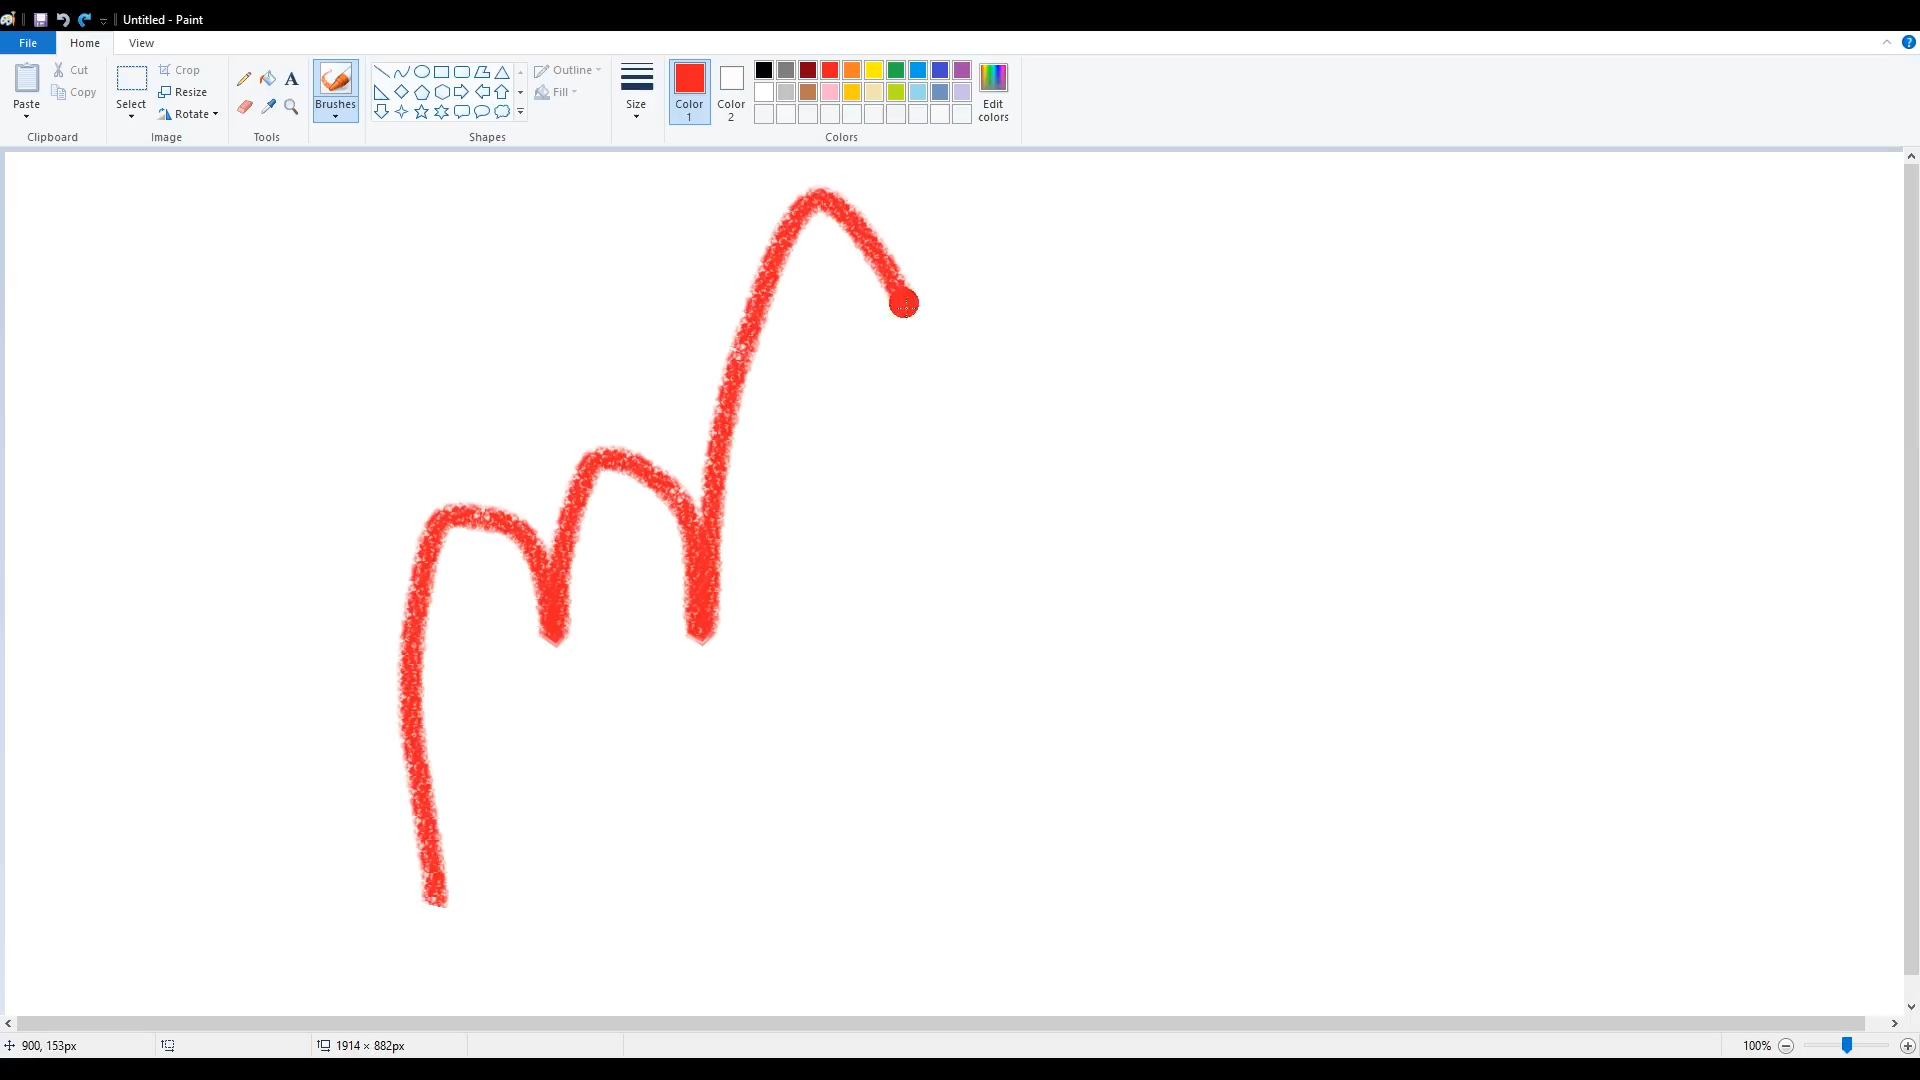 Untitled - Paint
File Home View
Paste
Cut
Copy
Clipboard
Select
Crop
Resize
Rotate
Image
A
Tools
Brushes
Outline
Fill
Shapes
Size
Color 1
Color 2
Edit colors
Colors
900, 153px
1914 × 882px
100%